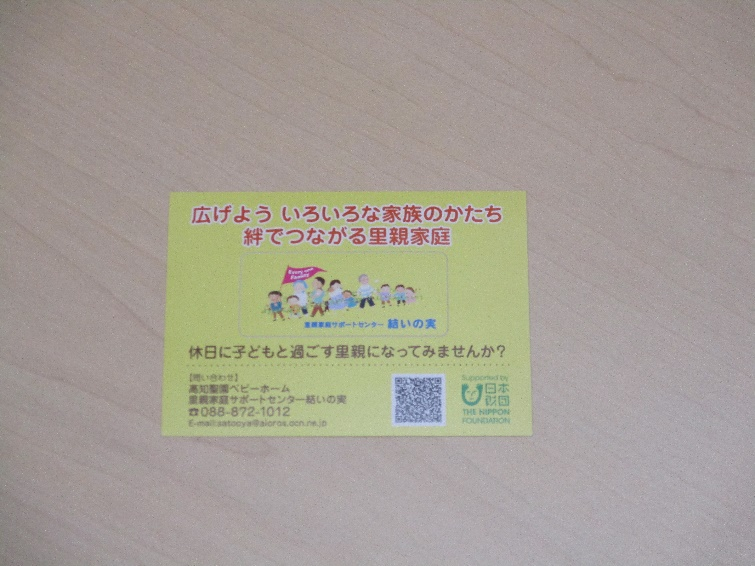 広げよう いろいろな家族のかたち
絆でつながる里親家庭
里親家庭サポートセンター 結いの実
休日に子どもと過ごす里親になってみませんか?
【問い合わせ】
高知聖園ベビーホーム
里親家庭サポートセンター結いの実
☎088-872-1012
E-mail:satooya@aioros.ocn.ne.jp
Supported by
日本
財団
THE NIPPON
FOUNDATION